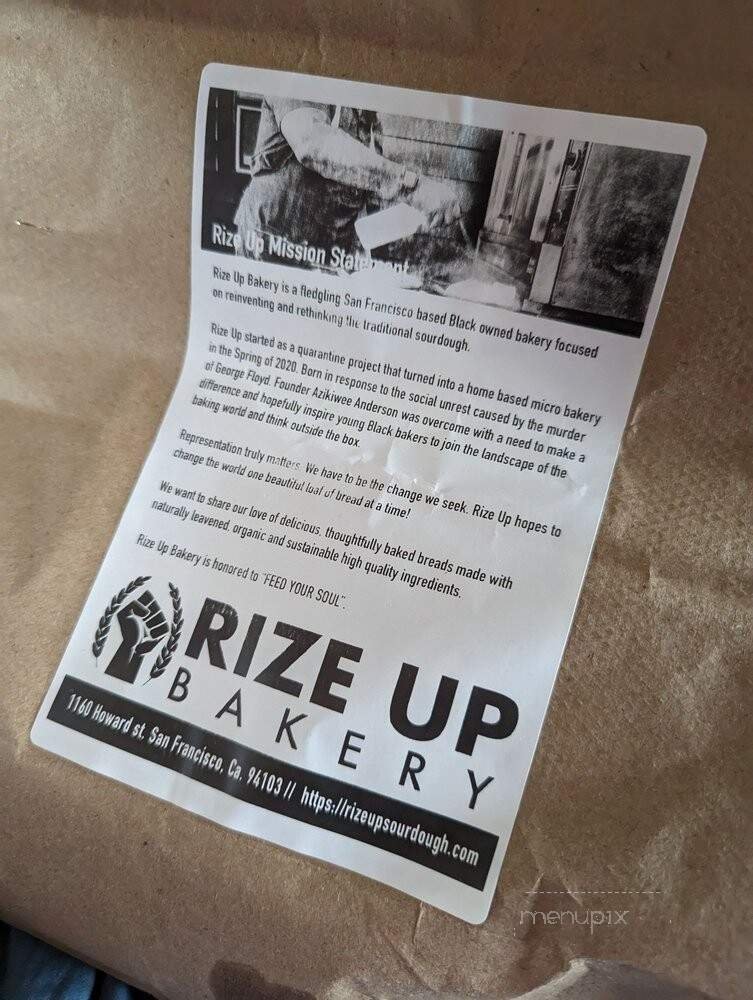 Rize Up Mission Statement
Rize Up Bakery is a fledgling San Francisco based Black owned bakery focused
on reinventing and rethinking the traditional sourdough.
Rize Up started as a quarantine project that turned into a home based micro bakery
in the Spring of 2020. Born in response to the social unrest caused by the murder
of George Floyd. Founder Azikiwee Anderson was overcome with a need to make a
difference and hopefully inspire young Black bakers to join the landscape of the
baking world and think outside the box.
Representation truly matters. We have to be the change we seek. Rize Up hopes to
change the world one beautiful loaf of bread at a time!
We want to share our love of delicious, thoughtfully baked breads made with
naturally leavened, organic and sustainable high quality ingredients.
Rize Up Bakery is honored to "FEED YOUR SOUL".
RIZE UP
BAKERY
1160 Howard st, San Francisco, Ca. 94103 // https://rizeupsourdough.com
menupix